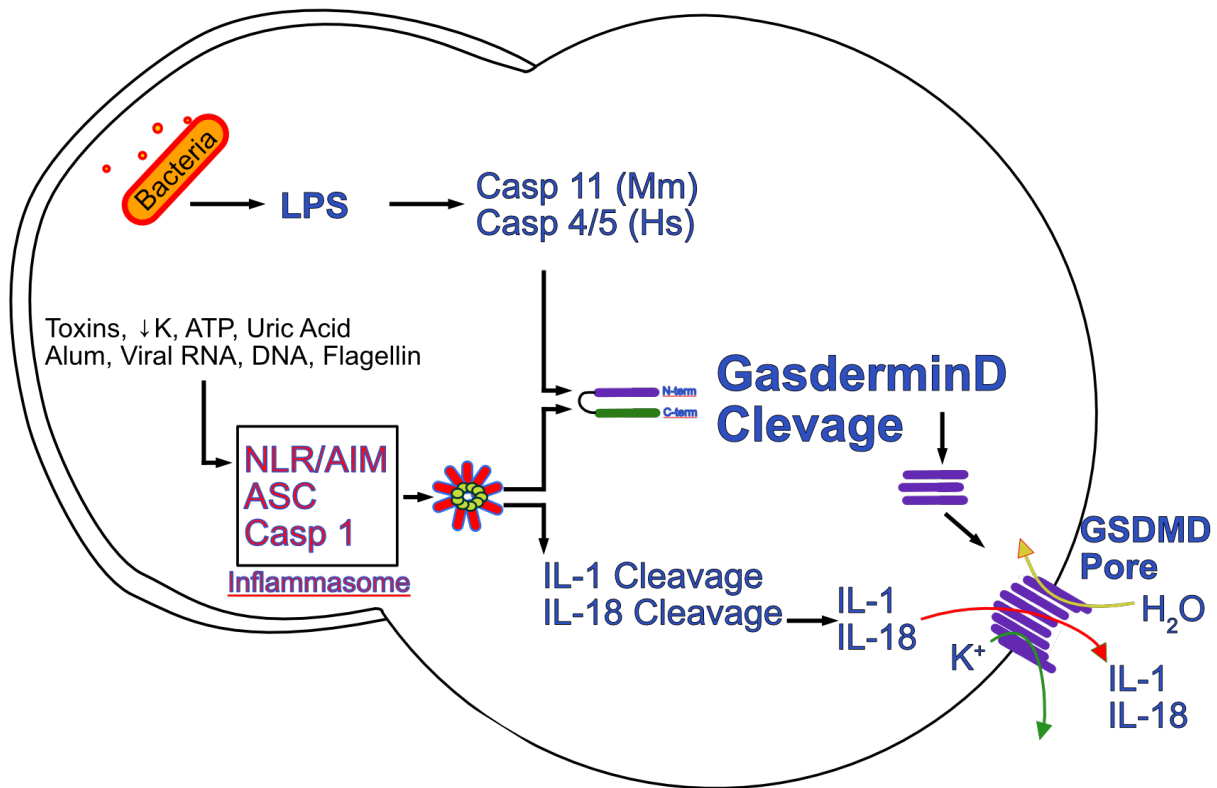 Bacteria
LPS
Casp 11 (Mm)
Casp 4/5 (Hs)
Toxins, ↓K, ATP, Uric Acid
Alum, Viral RNA, DNA, Flagellin
N-term
C-term
GasderminD
Clevage
NLR/AIM
ASC
Casp 1
Inflammasome
IL-1 Cleavage
IL-18 Cleavage
IL-1
IL-18
GSDMD
Pore
H₂O
K⁺
IL-1
IL-18